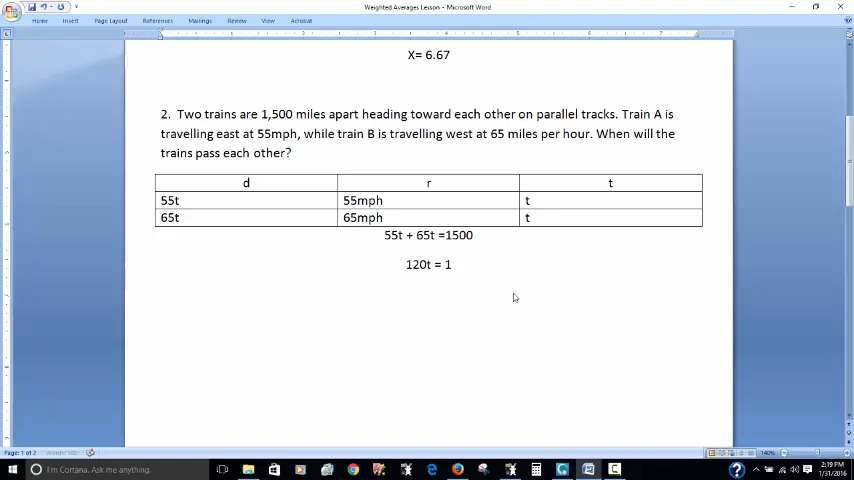 Weighted Averages Lesson - Microsoft Word
Home Insert Page Layout References Mailings Review View Acrobat
X= 6.67
2. Two trains are 1,500 miles apart heading toward each other on parallel tracks. Train A is
travelling east at 55mph, while train B is travelling west at 65 miles per hour. When will the
trains pass each other?
d r t
55t 55mph t
65t 65mph t
55t + 65t =1500
120t = 1
Page: 1 of 2 140%
I'm Cortana. Ask me anything.
2:19 PM
1/31/2016